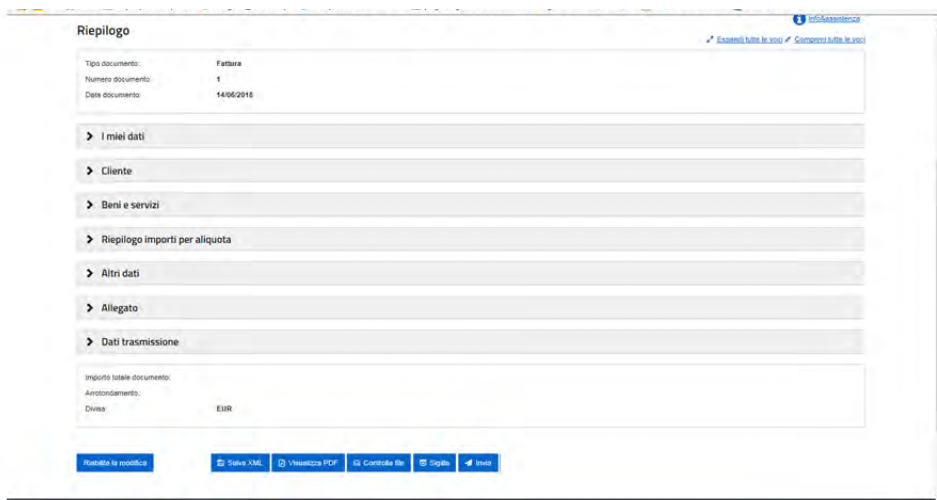 Info&assistenza
Riepilogo
Espandi tutte le voci Comprimi tutte le voci
Tipo documento: Fattura
Numero documento: 1
Data documento: 14/06/2018
I miei dati
Cliente
Beni e servizi
Riepilogo importi per aliquota
Altri dati
Allegato
Dati trasmissione
Importo totale documento:
Arrotondamento:
Divisa: EUR
Riabilita la modifica Salva XML Visualizza PDF Controlla file Sigilla Invia